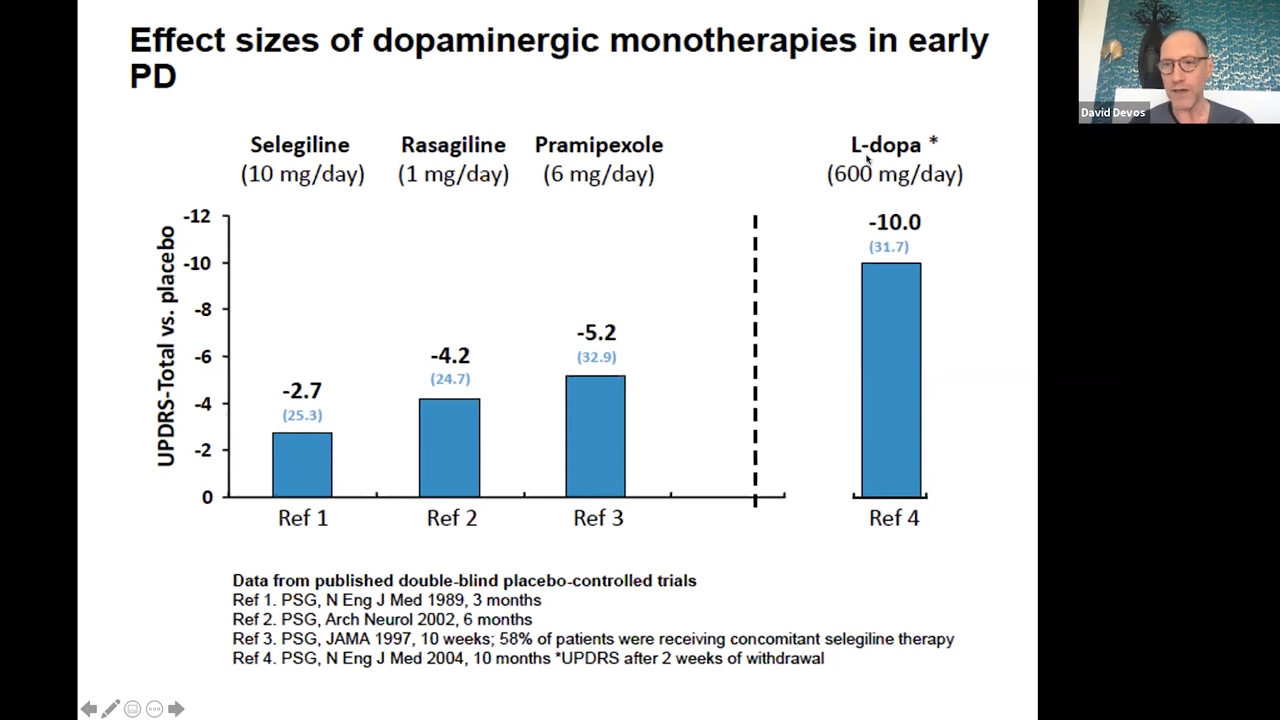 Effect sizes of dopaminergic monotherapies in early
PD
David Devos
Selegiline
(10 mg/day)
Rasagiline
(1 mg/day)
Pramipexole
(6 mg/day)
L-dopa *
(600 mg/day)
UPDRS-Total vs. placebo
-12
-10
-8
-6
-4
-2
0
-2.7
(25.3)
-4.2
(24.7)
-5.2
(32.9)
-10.0
(31.7)
Ref 1
Ref 2
Ref 3
Ref 4
Data from published double-blind placebo-controlled trials
Ref 1. PSG, N Eng J Med 1989, 3 months
Ref 2. PSG, Arch Neurol 2002, 6 months
Ref 3. PSG, JAMA 1997, 10 weeks; 58% of patients were receiving concomitant selegiline therapy
Ref 4. PSG, N Eng J Med 2004, 10 months *UPDRS after 2 weeks of withdrawal